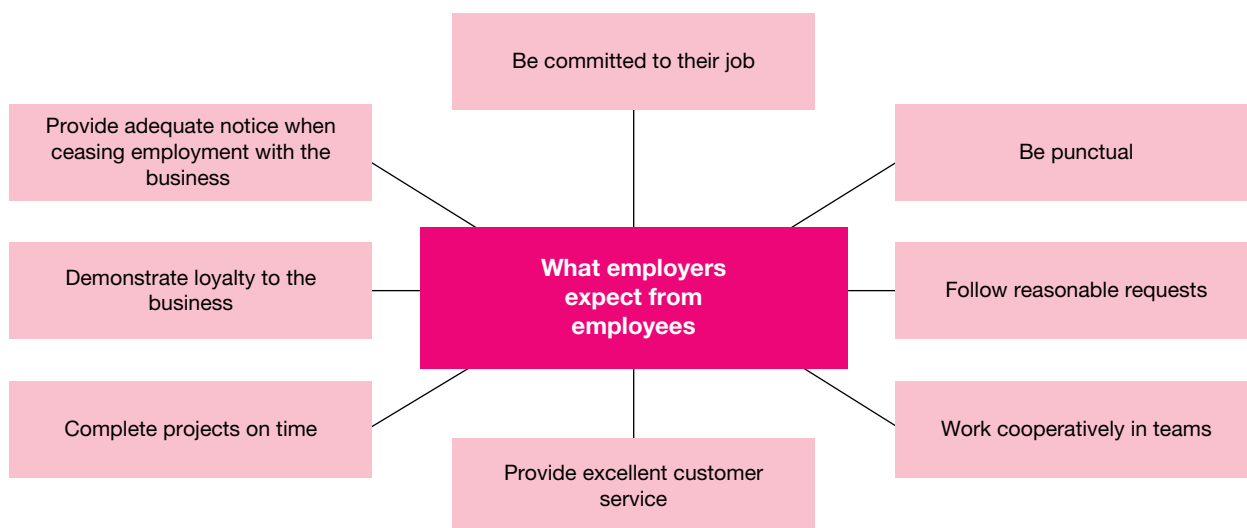 Be committed to their job
Provide adequate notice when
ceasing employment with the
business
Be punctual
Demonstrate loyalty to the
business
What employers
expect from
employees
Follow reasonable requests
Complete projects on time
Provide excellent customer
service
Work cooperatively in teams